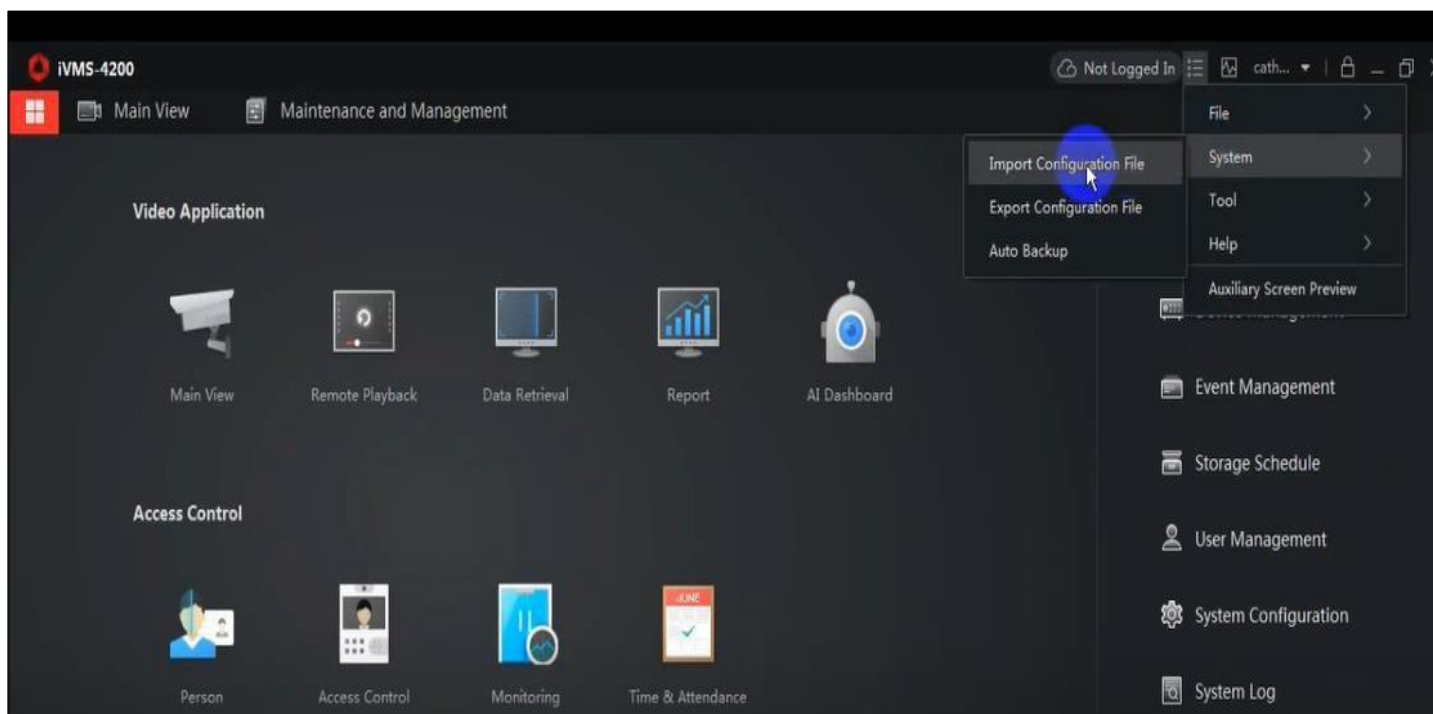 iVMS-4200
Not Logged In
cath...
Main View
Maintenance and Management
File
System
Tool
Help
Auxiliary Screen Preview
Import Configuration File
Export Configuration File
Auto Backup
Video Application
Main View
Remote Playback
Data Retrieval
Report
AI Dashboard
Access Control
Person
Access Control
Monitoring
JUNE
Time & Attendance
Event Management
Storage Schedule
User Management
System Configuration
System Log